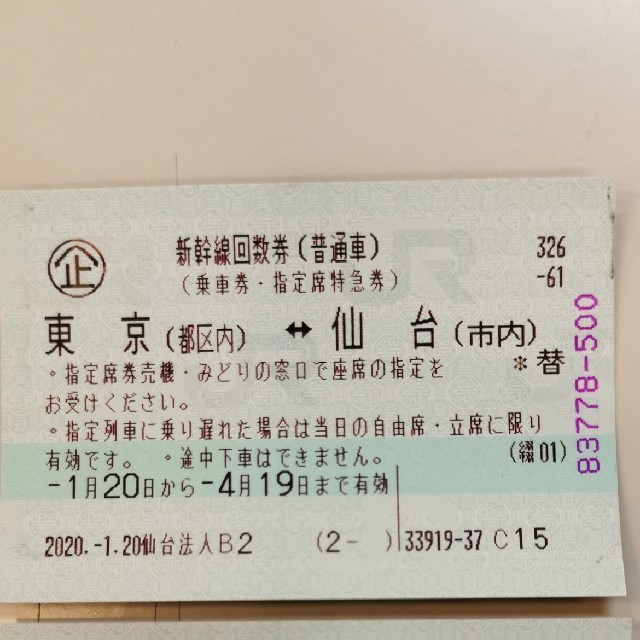 企
新幹線回数券(普通車)
326
(乗車券・指定席特急券)
-61
東京(都区内) ↔ 仙台(市内)
*替
。指定席券売機・みどりの窓口で座席の指定を
お受けください。
。指定列車に乗り遅れた場合は当日の自由席・立席に限り
有効です。 。途中下車はできません。
(綴01)
-1月20日から-4月19日まで有効
2020.-1.20仙台法人B2 (2- ) 33919-37 C15
83778-500
JR